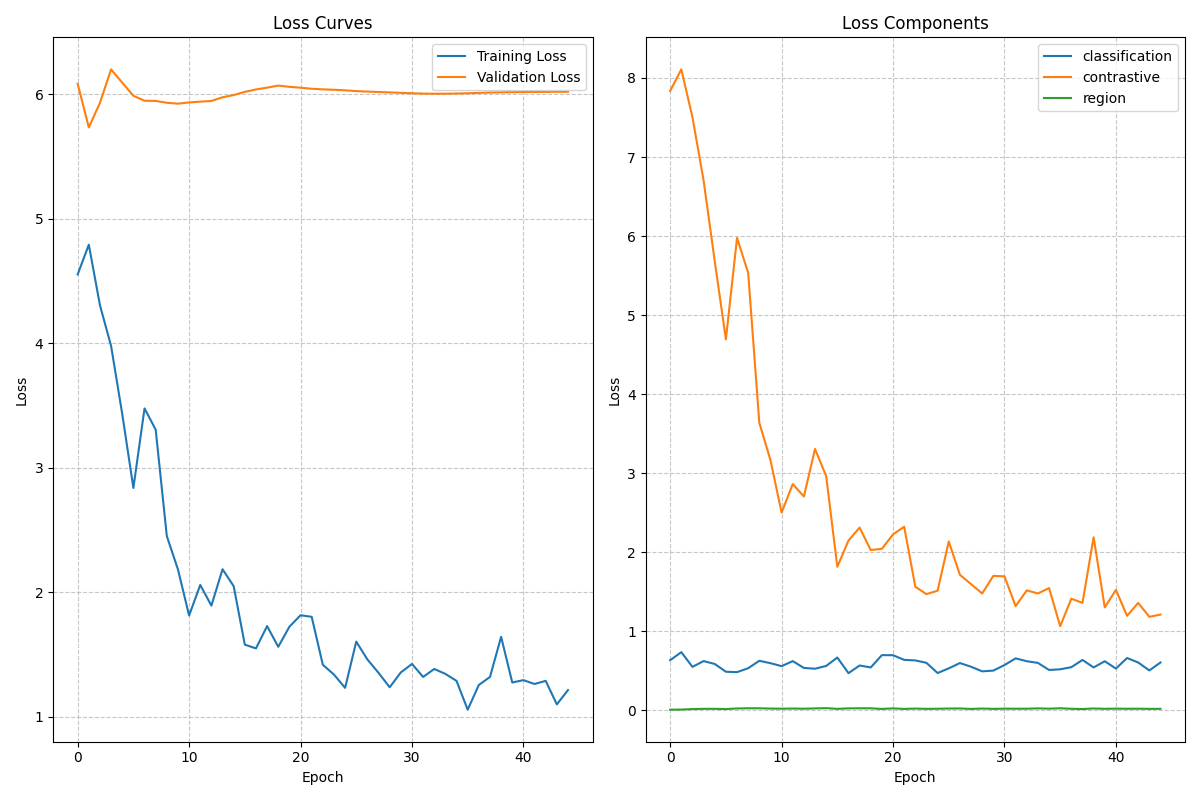 Loss Curves
Training Loss
Validation Loss
6
5
4
3
2
1
Loss
0
10
20
30
40
Epoch
Loss Components
classification
contrastive
region
8
7
6
5
4
3
2
1
0
Loss
0
10
20
30
40
Epoch